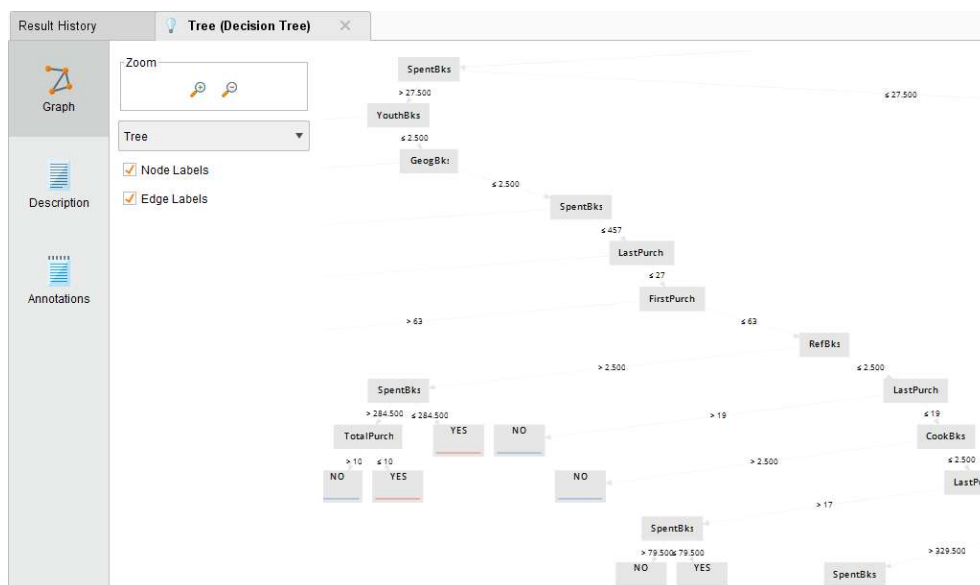 Result History
Tree (Decision Tree)
Zoom
Graph
Tree
Node Labels
Description
Edge Labels
Annotations
SpentBks
> 27.500
≤ 27.500
YouthBks
≤ 2.500
GeogBks
≤ 2.500
SpentBks
≤ 457
LastPurch
≤ 27
FirstPurch
> 63
≤ 63
RefBks
> 2.500
≤ 2.500
SpentBks
LastPurch
> 284.500
≤ 284.500
> 19
≤ 19
TotalPurch
YES
NO
CookBks
> 10
≤ 10
> 2.500
≤ 2.500
NO
YES
NO
LastPu
> 17
SpentBks
> 79.500
≤ 79.500
> 329.500
NO
YES
SpentBks